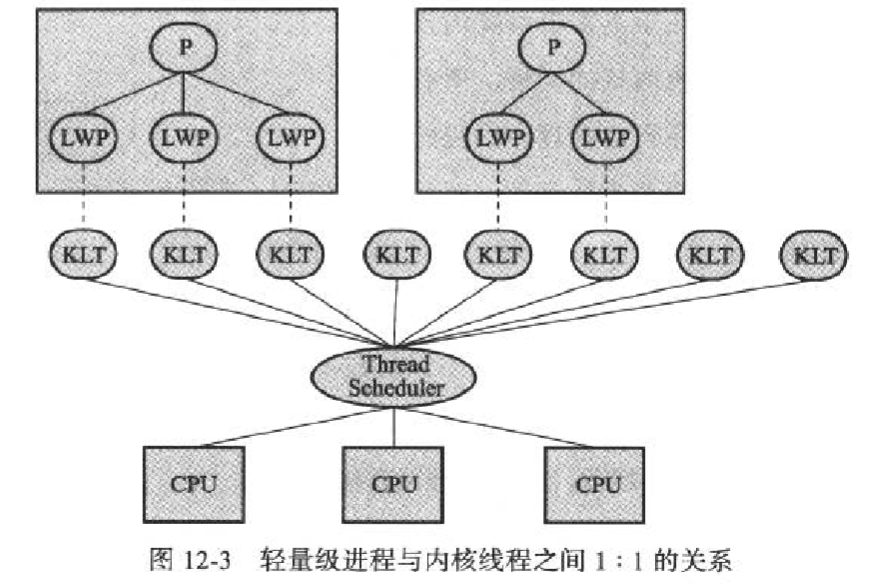 P P
LWP LWP LWP LWP LWP
KLT KLT KLT KLT KLT KLT KLT KLT
Thread
Scheduler
CPU CPU CPU
图 12-3 轻量级进程与内核线程之间 1：1 的关系